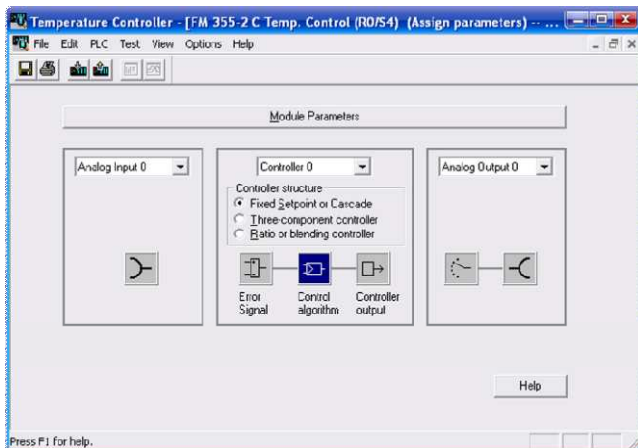 Temperature Controller - [FM 355-2 C Temp. Control (R0/S4) (Assign parameters) -- ...
File Edit PLC Test View Options Help
Module Parameters
Analog Input 0
Controller 0
Analog Output 0
Controller structure
Fixed Setpoint or Cascade
Three-component controller
Ratio or blending controller
Error Signal
Control algorithm
Controller output
Help
Press F1 for help.